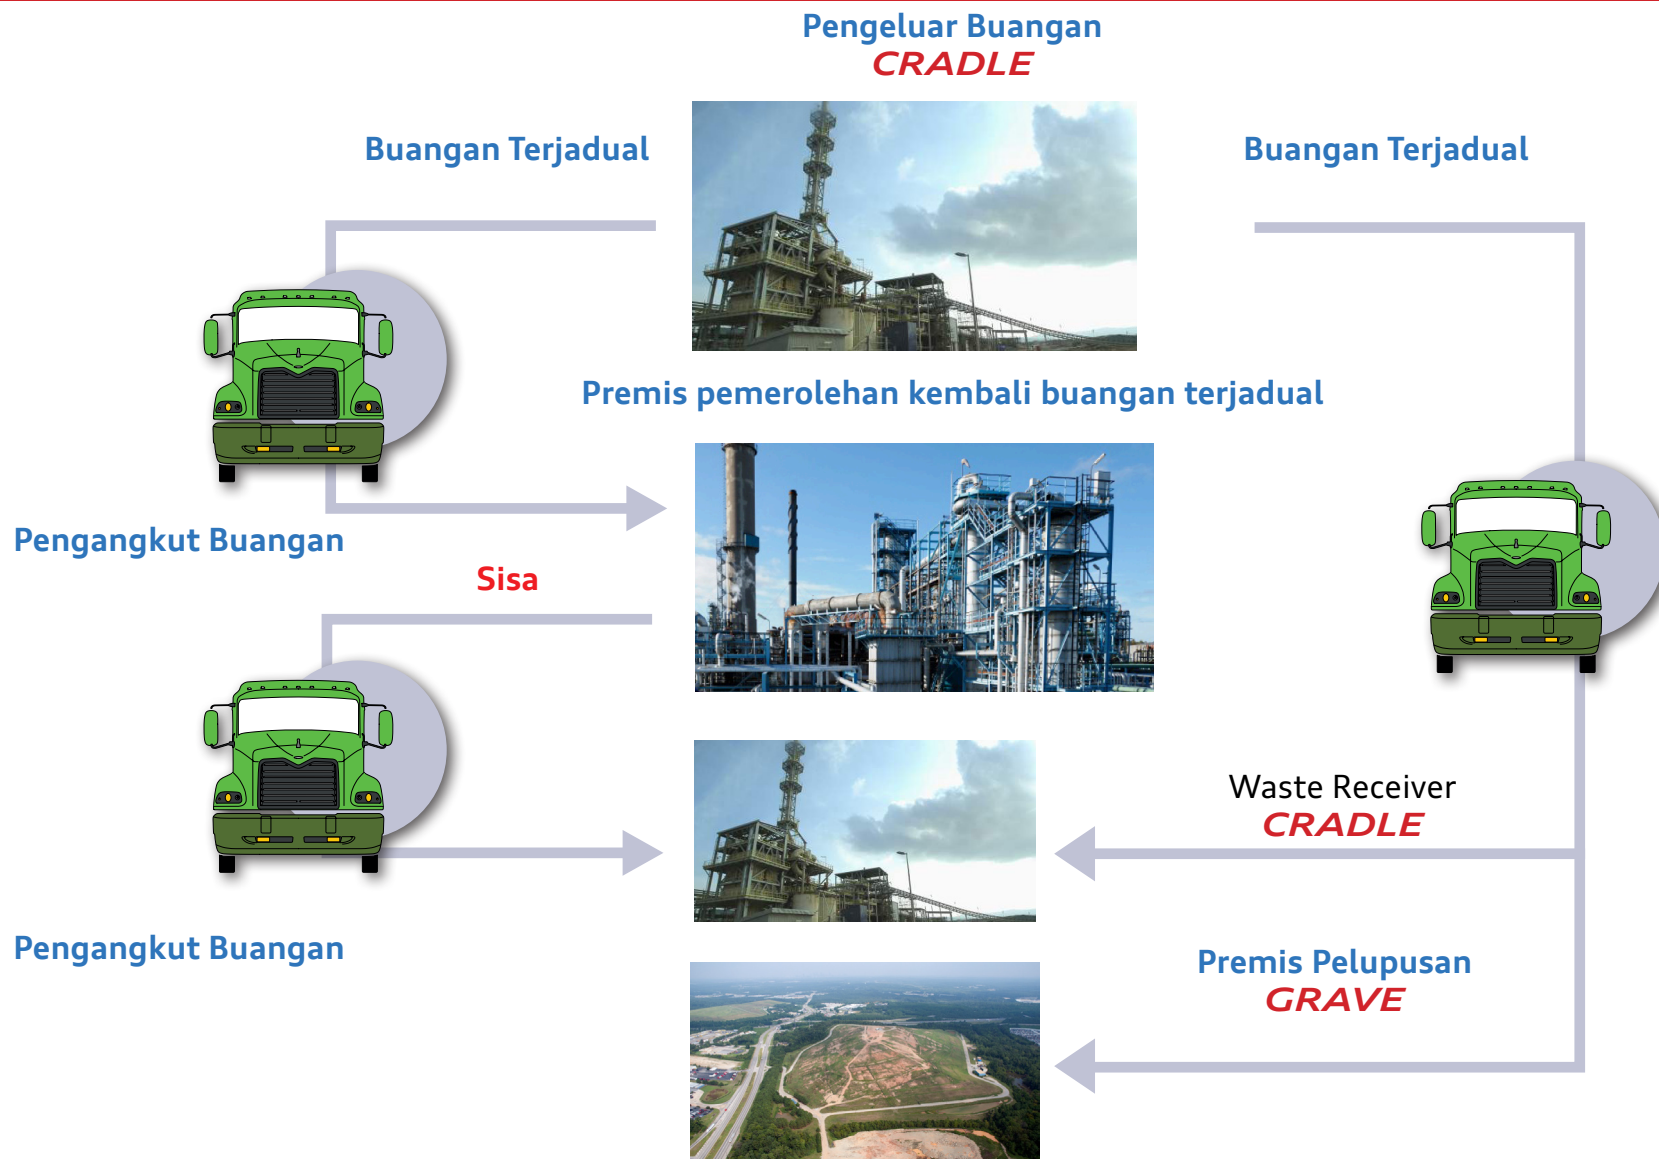 Pengeluar Buangan
CRADLE
Buangan Terjadual
Buangan Terjadual
Premis pemerolehan kembali buangan terjadual
Pengangkut Buangan
Sisa
Waste Receiver
CRADLE
Pengangkut Buangan
Premis Pelupusan
GRAVE